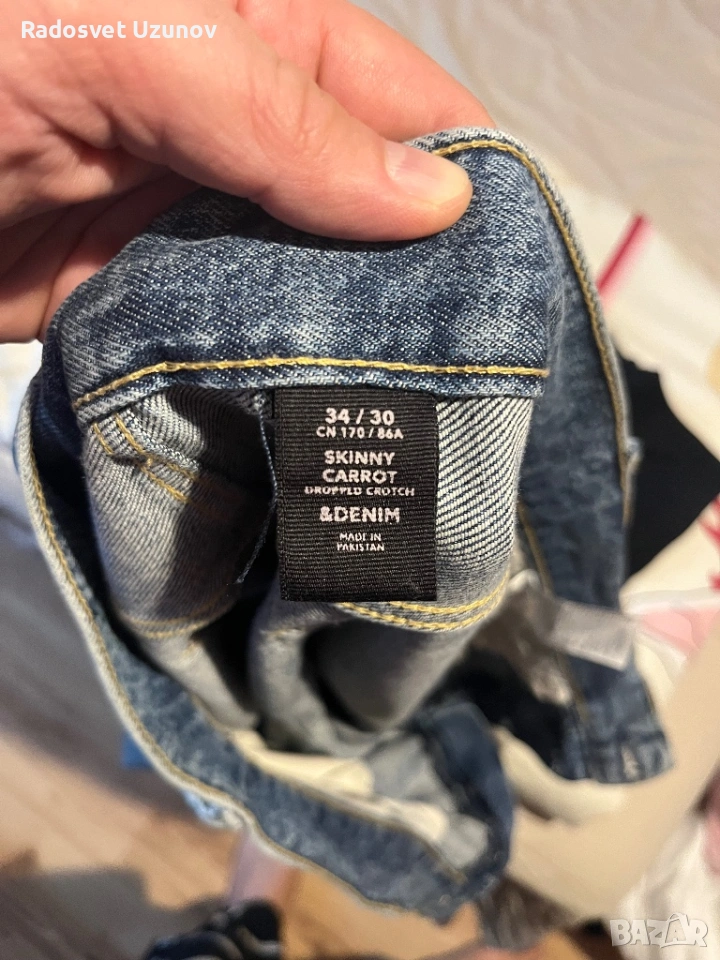 Radosvet Uzunov
34 / 30
CN 170 / 86A
SKINNY
CARROT
DROPPED CROTCH
&DENIM
MADE IN
PAKISTAN
BAZAR